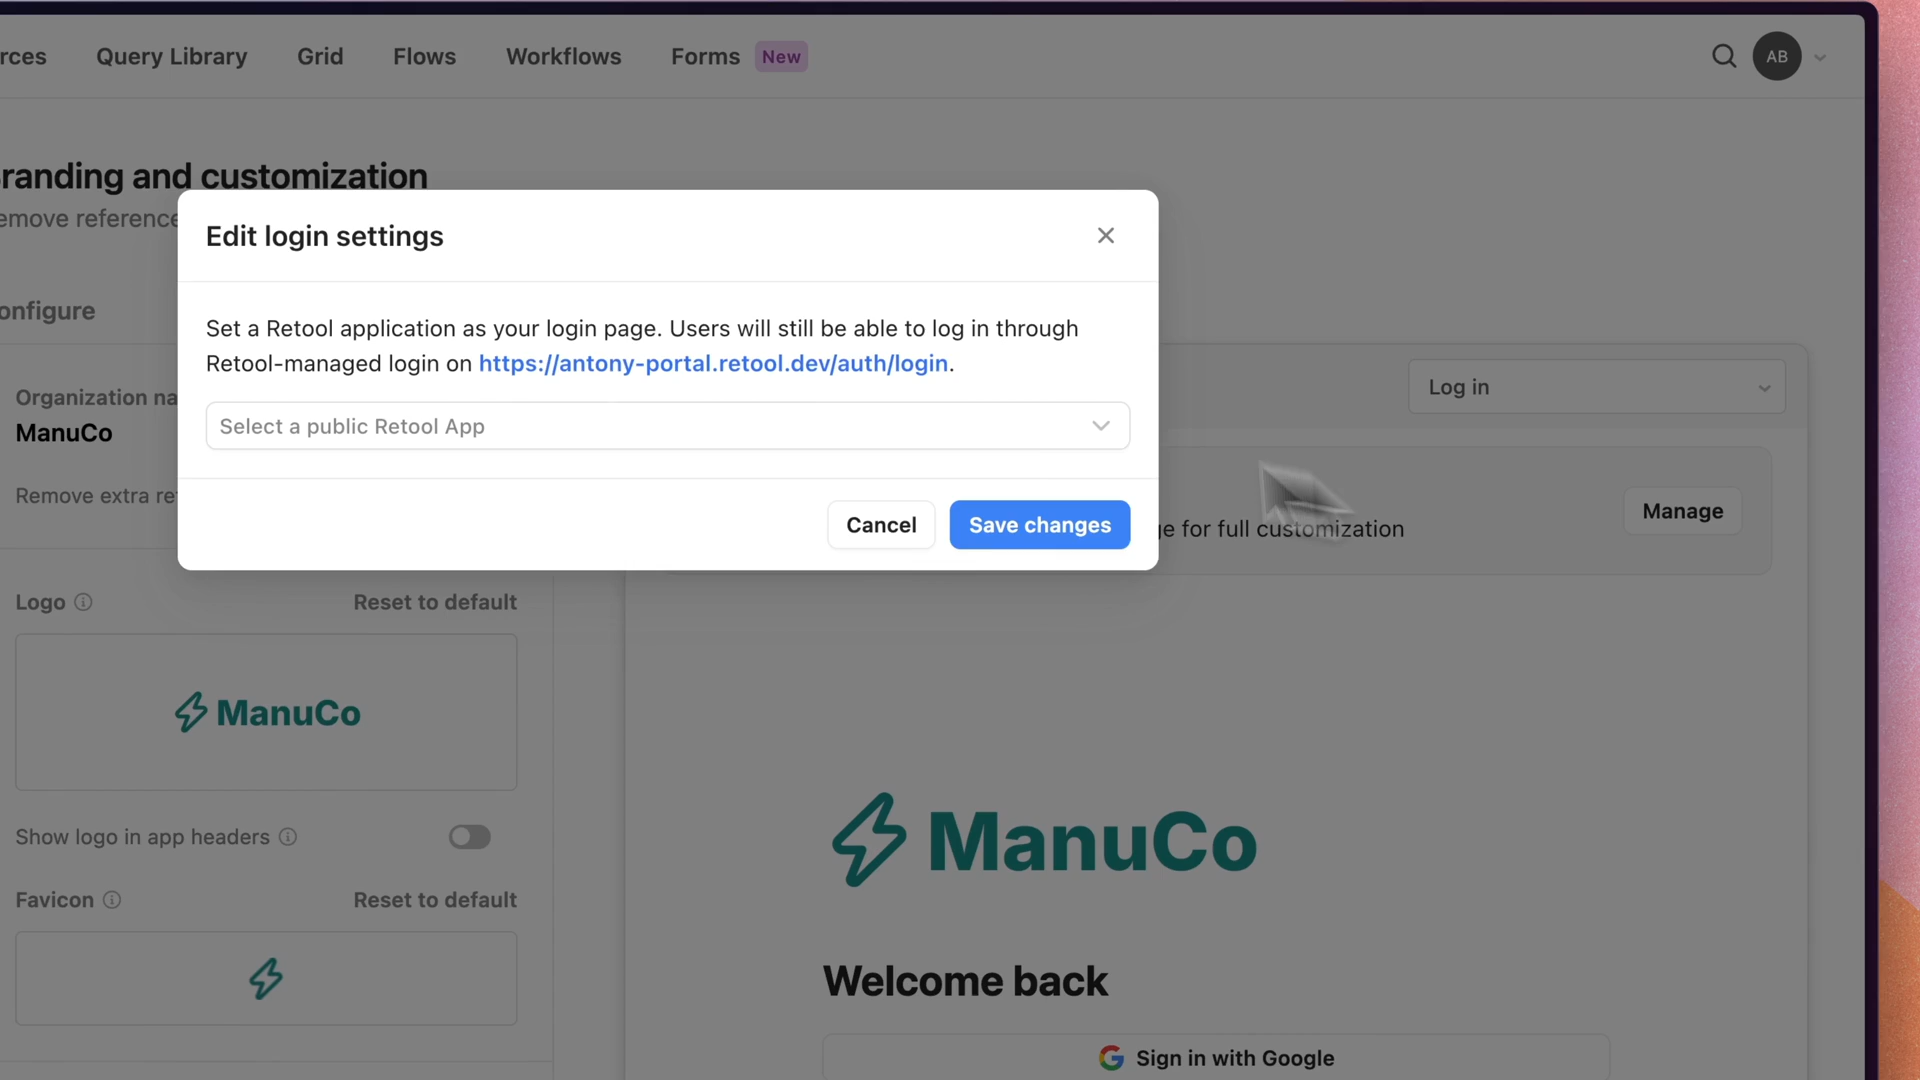 rces
Query Library
Grid
Flows
Workflows
Forms
New
AB
randing and customization
emove reference
Edit login settings
Set a Retool application as your login page. Users will still be able to log in through
Retool-managed login on https://antony-portal.retool.dev/auth/login.
Select a public Retool App
Cancel
Save changes
onfigure
Organization na
ManuCo
Remove extra re
Log in
ge for full customization
Manage
Logo
Reset to default
ManuCo
Show logo in app headers
Favicon
Reset to default
ManuCo
Welcome back
Sign in with Google